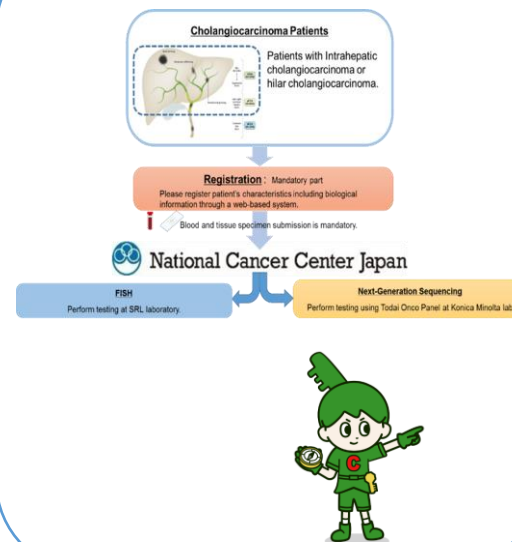 Cholangiocarcinoma Patients
Patients with Intrahepatic
cholangiocarcinoma or
hilar cholangiocarcinoma.
Registration: Mandatory part
Please register patient's characteristics including biological
information through a web-based system.
Blood and tissue specimen submission is mandatory.
National Cancer Center Japan
FISH
Perform testing at SRL laboratory.
Next-Generation Sequencing
Perform testing using Todai Onco Panel at Konica Minolta lab
C